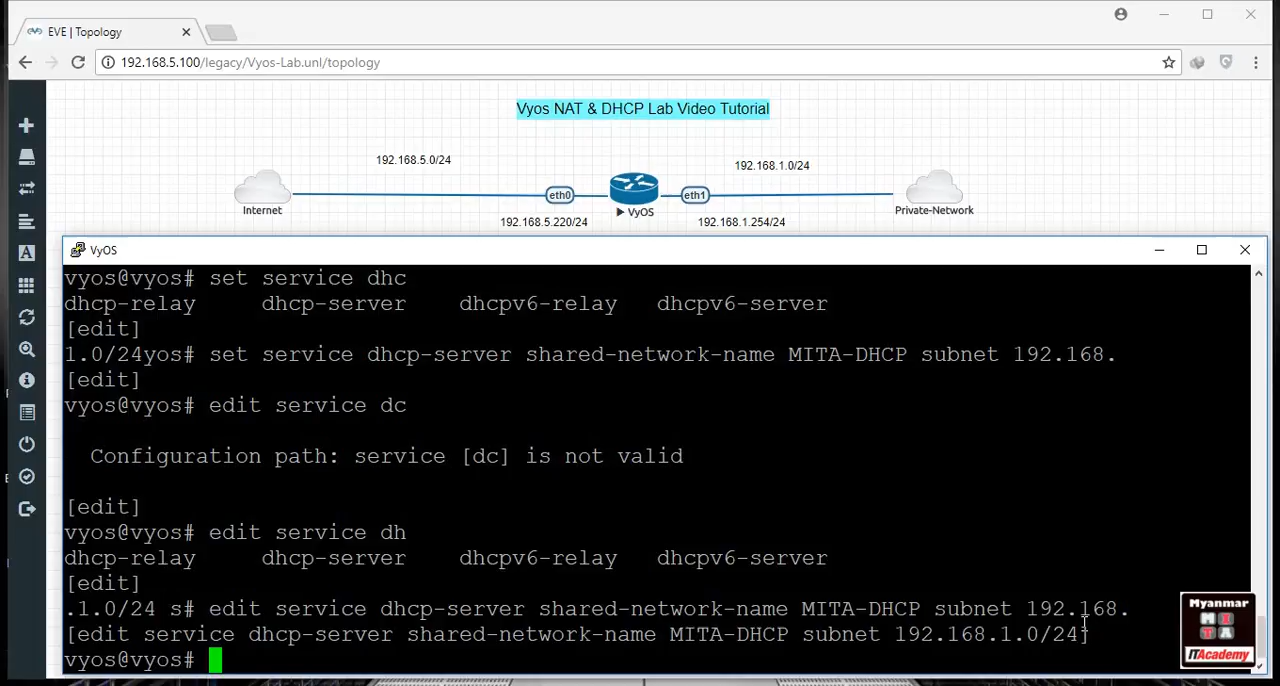 EVE | Topology
192.168.5.100/legacy/Vyos-Lab.unl/topology
Vyos NAT & DHCP Lab Video Tutorial
192.168.5.0/24
192.168.1.0/24
eth0
eth1
Internet
VyOS
Private-Network
192.168.5.220/24
192.168.1.254/24
VyOS
vyos@vyos# set service dhc
dhcp-relay dhcp-server dhcpv6-relay dhcpv6-server
[edit]
1.0/24yos# set service dhcp-server shared-network-name MITA-DHCP subnet 192.168.
[edit]
vyos@vyos# edit service dc
Configuration path: service [dc] is not valid
[edit]
vyos@vyos# edit service dh
dhcp-relay dhcp-server dhcpv6-relay dhcpv6-server
[edit]
.1.0/24 s# edit service dhcp-server shared-network-name MITA-DHCP subnet 192.168.
[edit service dhcp-server shared-network-name MITA-DHCP subnet 192.168.1.0/24]
vyos@vyos#
Myanmar
M I
T A
ITAcademy